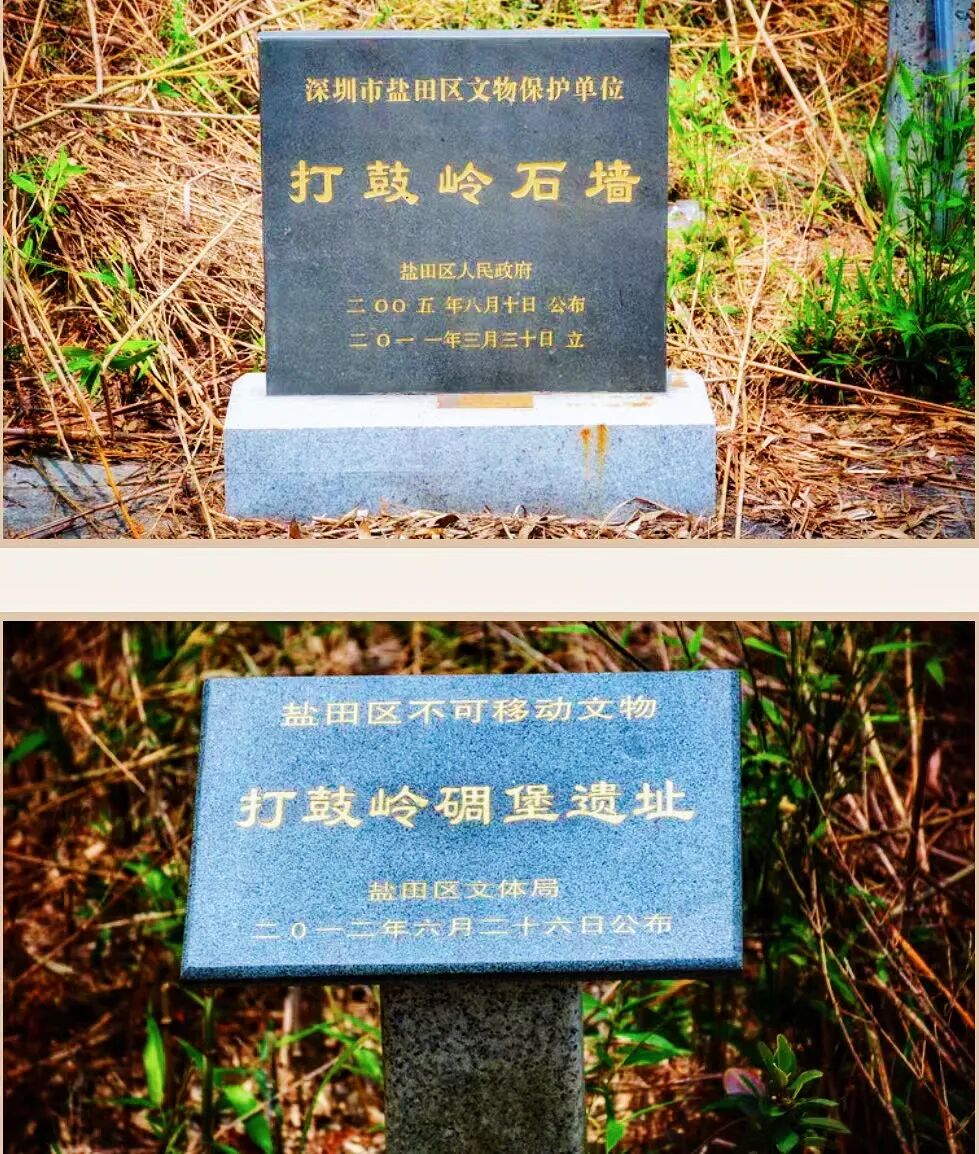 深圳市盐田区文物保护单位
打鼓岭石墙
盐田区人民政府
二〇〇五年八月十日 公布
二〇一一年三月三十日 立
盐田区不可移动文物
打鼓岭碉堡遗址
盐田区文体局
二〇一二年六月二十六日公布